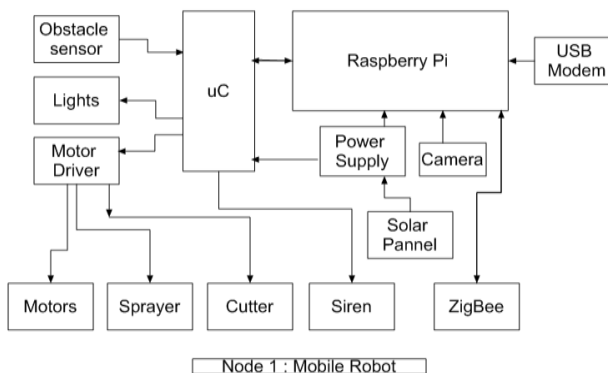 Obstacle
sensor
uC
Raspberry Pi
USB
Modem
Lights
Motor
Driver
Power
Supply
Camera
Solar
Pannel
Motors
Sprayer
Cutter
Siren
ZigBee
Node 1 : Mobile Robot